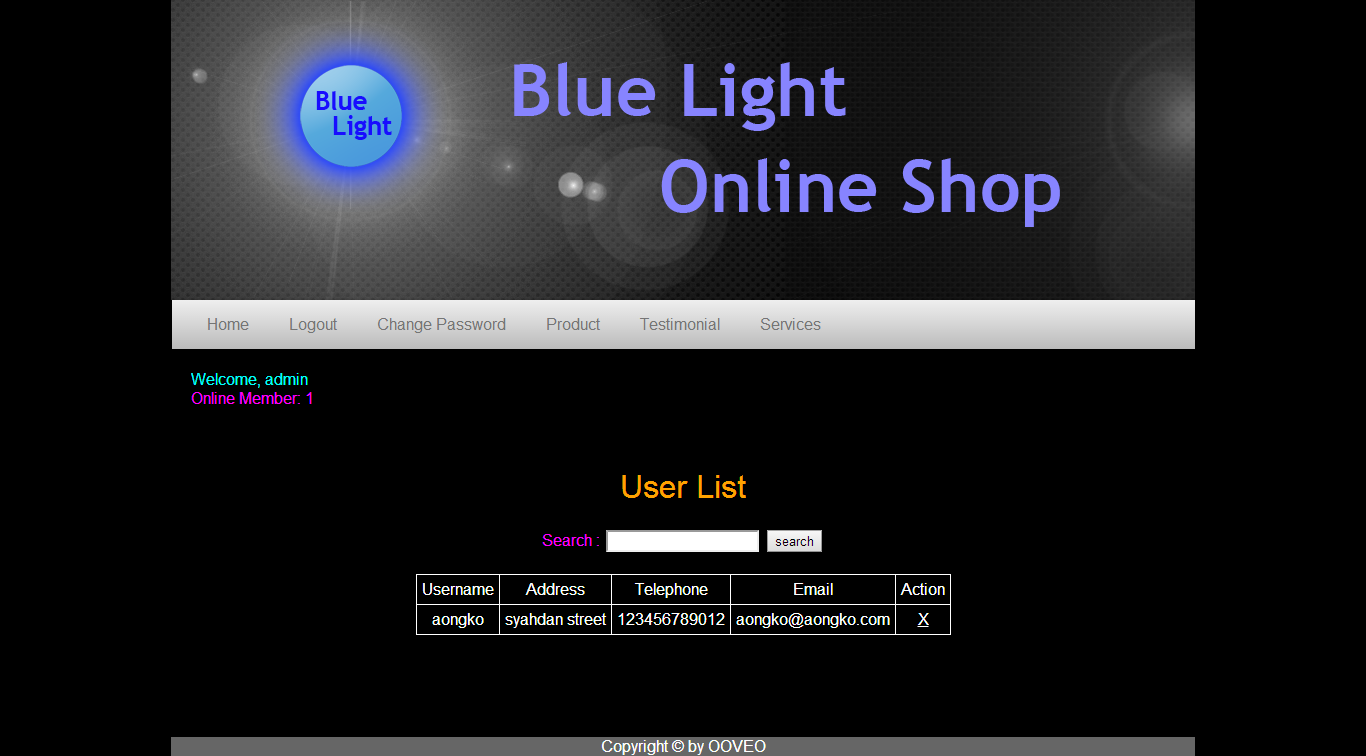 Blue
Light
Blue Light
Online Shop
Home Logout Change Password Product Testimonial Services
Welcome, admin
Online Member: 1
User List
Search : search
Username Address Telephone Email Action
aongko syahdan street 123456789012 aongko@aongko.com X
Copyright © by OOVEO